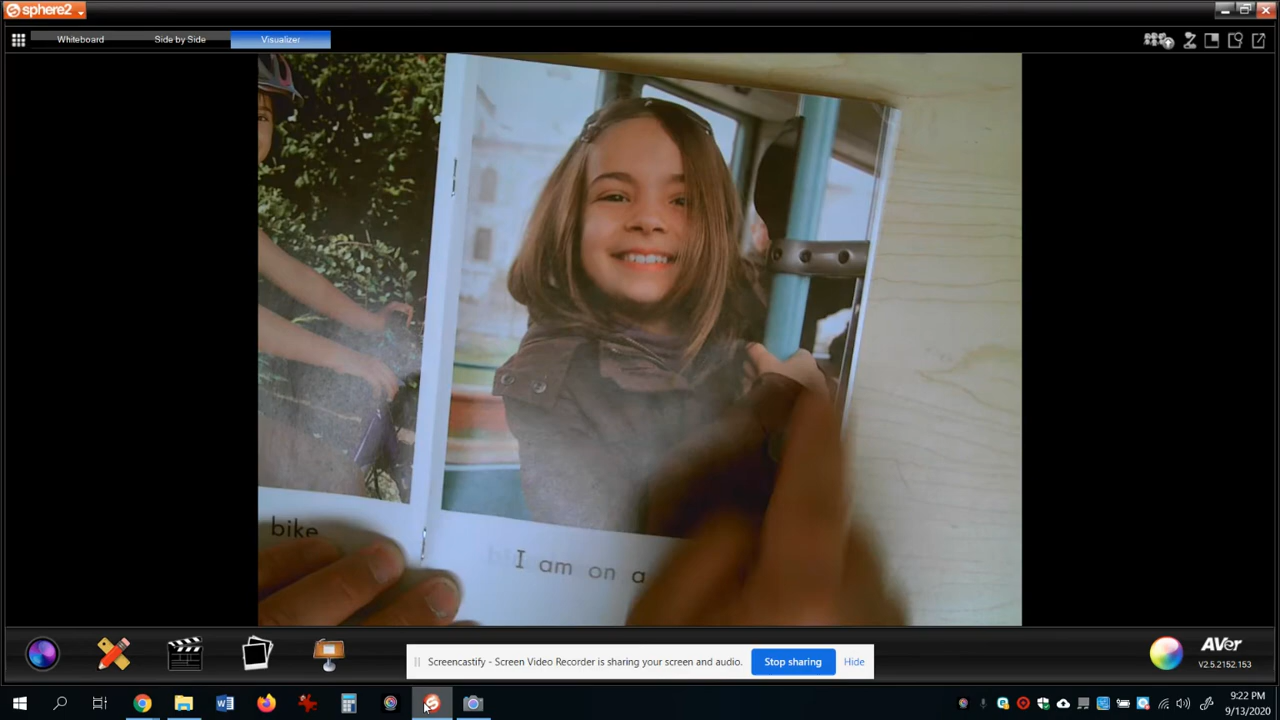 sphere2
Whiteboard
Side by Side
Visualizer
bike
I am on a
Screencastify - Screen Video Recorder is sharing your screen and audio.
Stop sharing
Hide
AVer
V2.5.2152.153
9:22 PM
9/13/2020